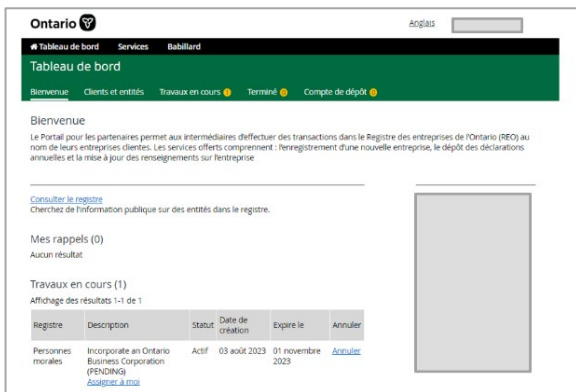 Ontario
Anglais
Tableau de bord Services Babillard
Tableau de bord
Bienvenue Clients et entités Travaux en cours 1 Terminé 0 Compte de dépôt 0
Bienvenue
Le Portail pour les partenaires permet aux intermédiaires d'effectuer des transactions dans le Registre des entreprises de l'Ontario (REO) au
nom de leurs entreprises clientes. Les services offerts comprennent : l'enregistrement d'une nouvelle entreprise, le dépôt des déclarations
annuelles et la mise à jour des renseignements sur l'entreprise
Consulter le registre
Cherchez de l'information publique sur des entités dans le registre.
Mes rappels (0)
Aucun résultat
Travaux en cours (1)
Affichage des résultats 1-1 de 1
Registre Description Statut Date de création Expire le Annuler
Personnes morales Incorporate an Ontario Business Corporation (PENDING) Actif 03 août 2023 01 novembre 2023 Annuler
Assigner à moi